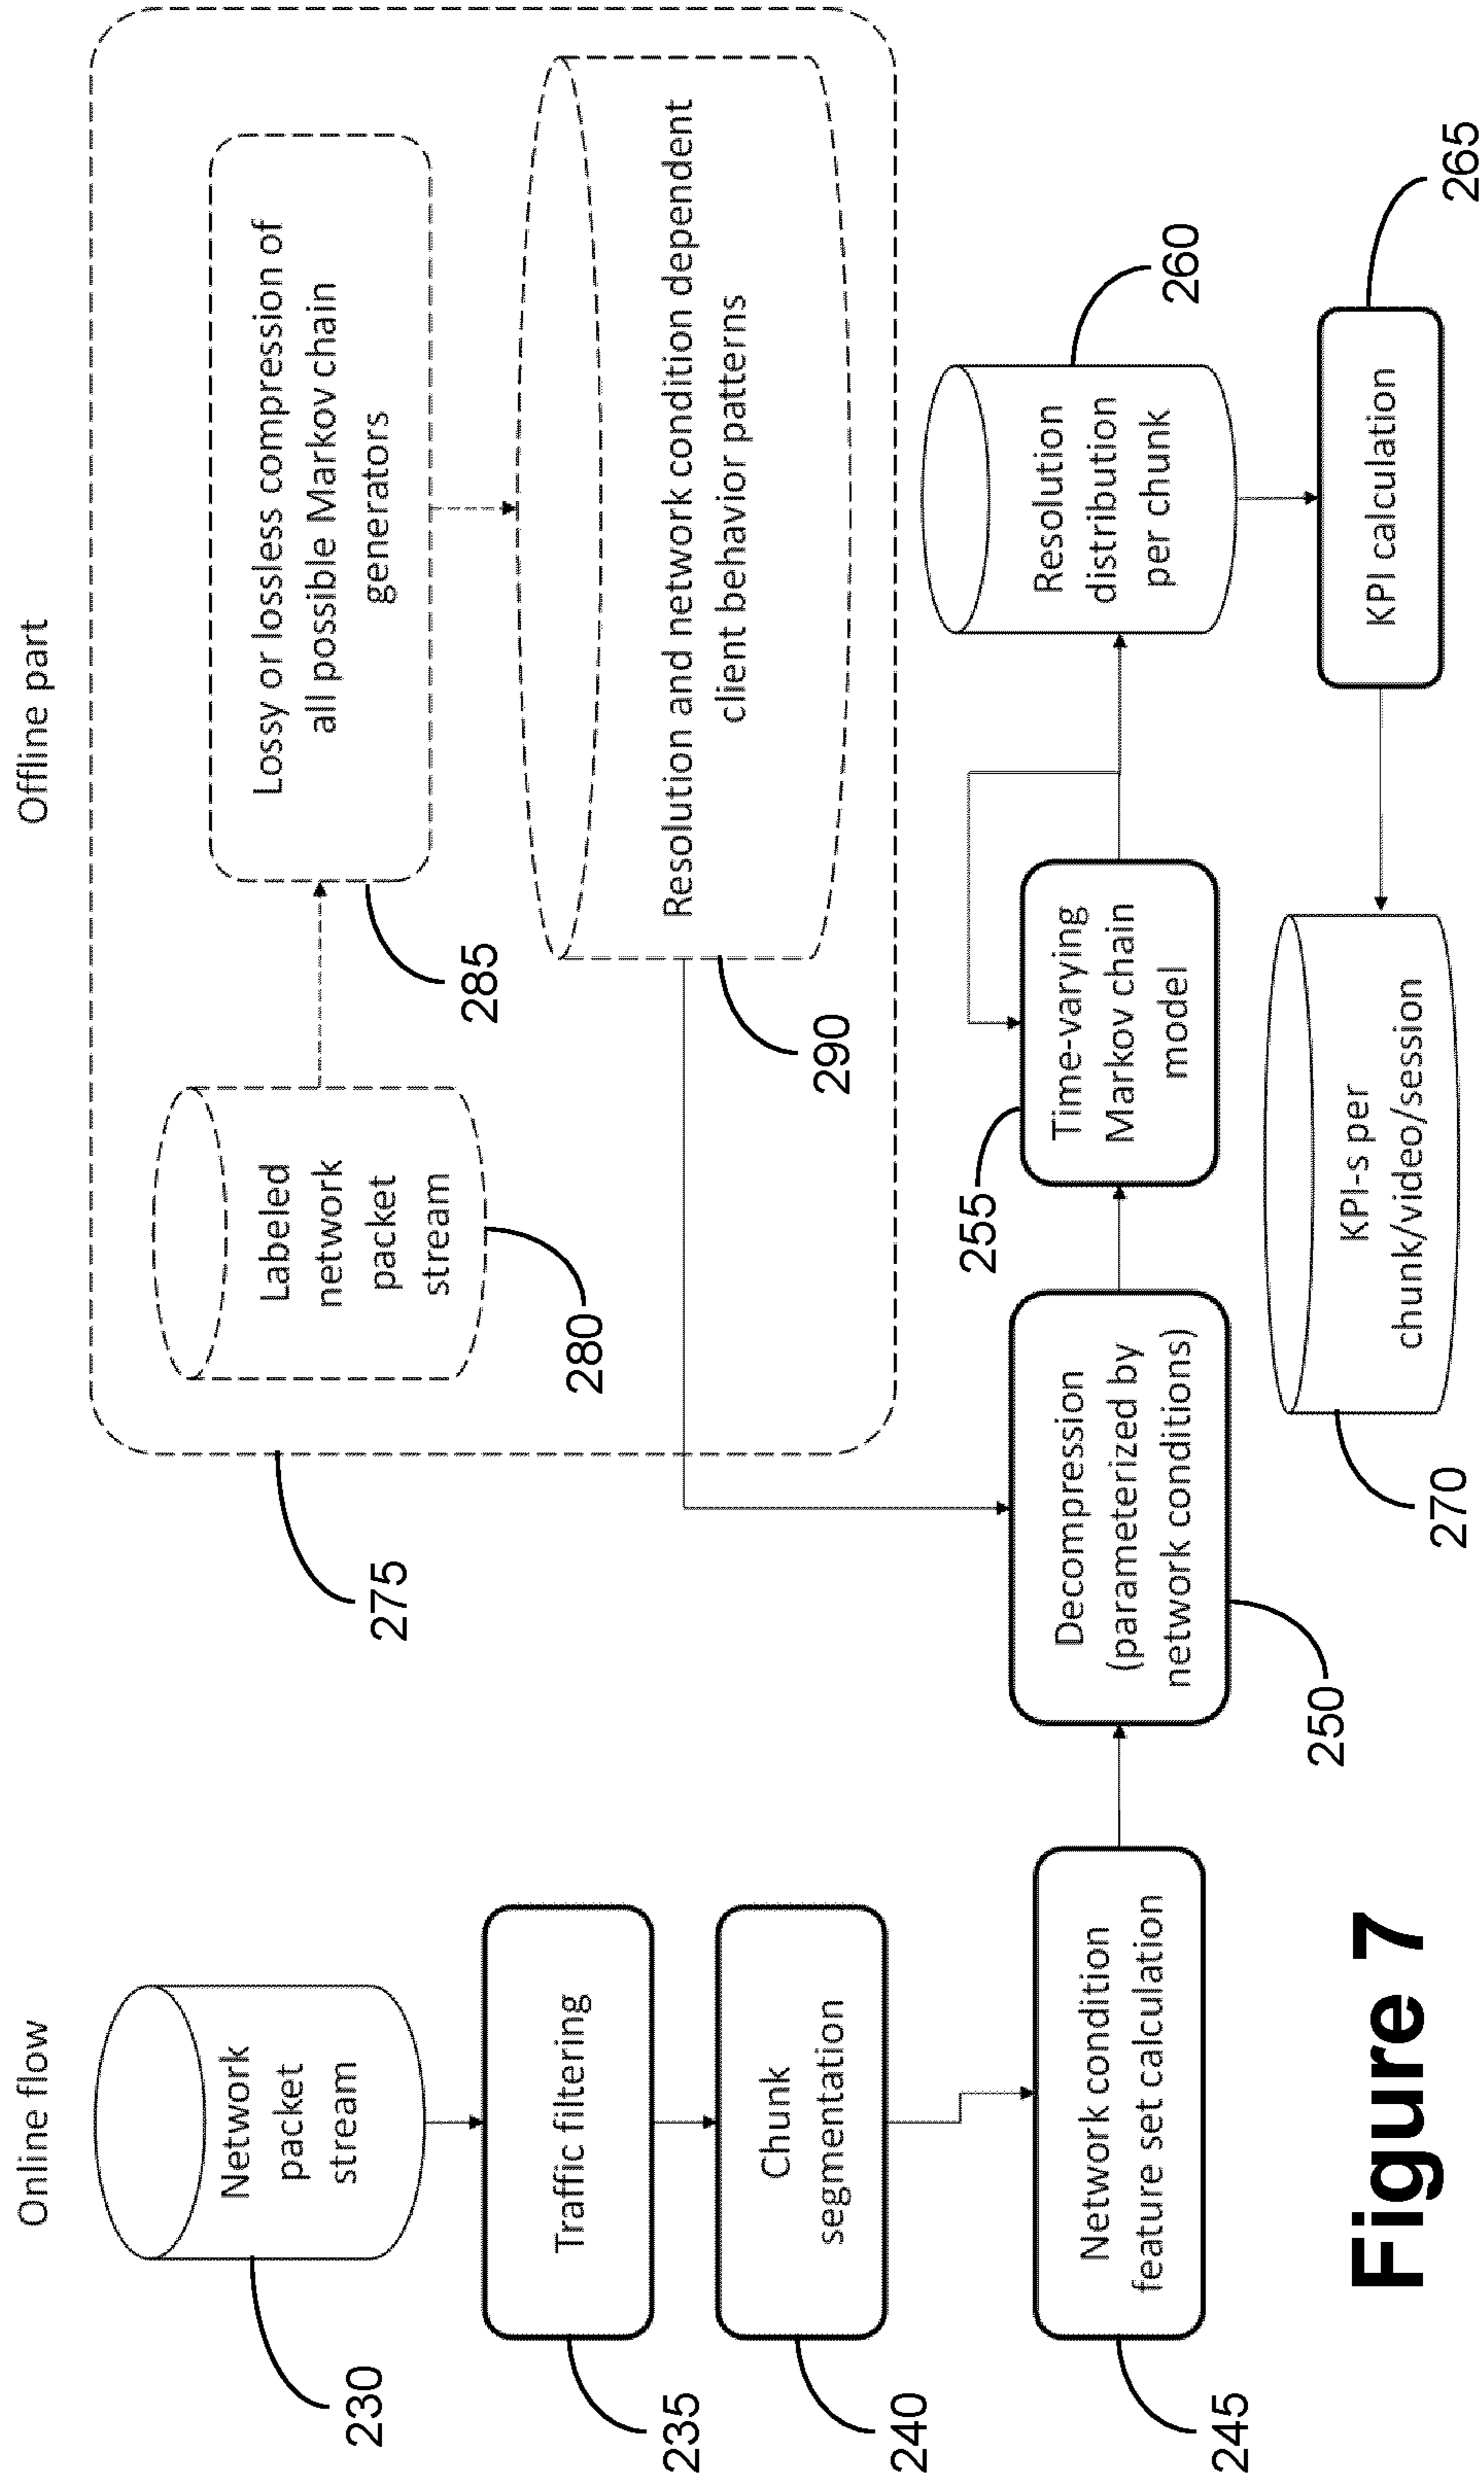 Online flow
Network
packet
stream
230
Traffic filtering
235
Chunk
segmentation
240
Network condition
feature set calculation
245
Offline part
275
Labeled
network
packet
stream
280
Lossy or lossless compression of
all possible Markov chain
generators
285
Resolution and network condition dependent
client behavior patterns
290
Decompression
(parameterized by
network conditions)
250
Time-varying
Markov chain
model
255
Resolution
distribution
per chunk
260
KPI calculation
265
KPI-s per
chunk/video/session
270
Figure 7